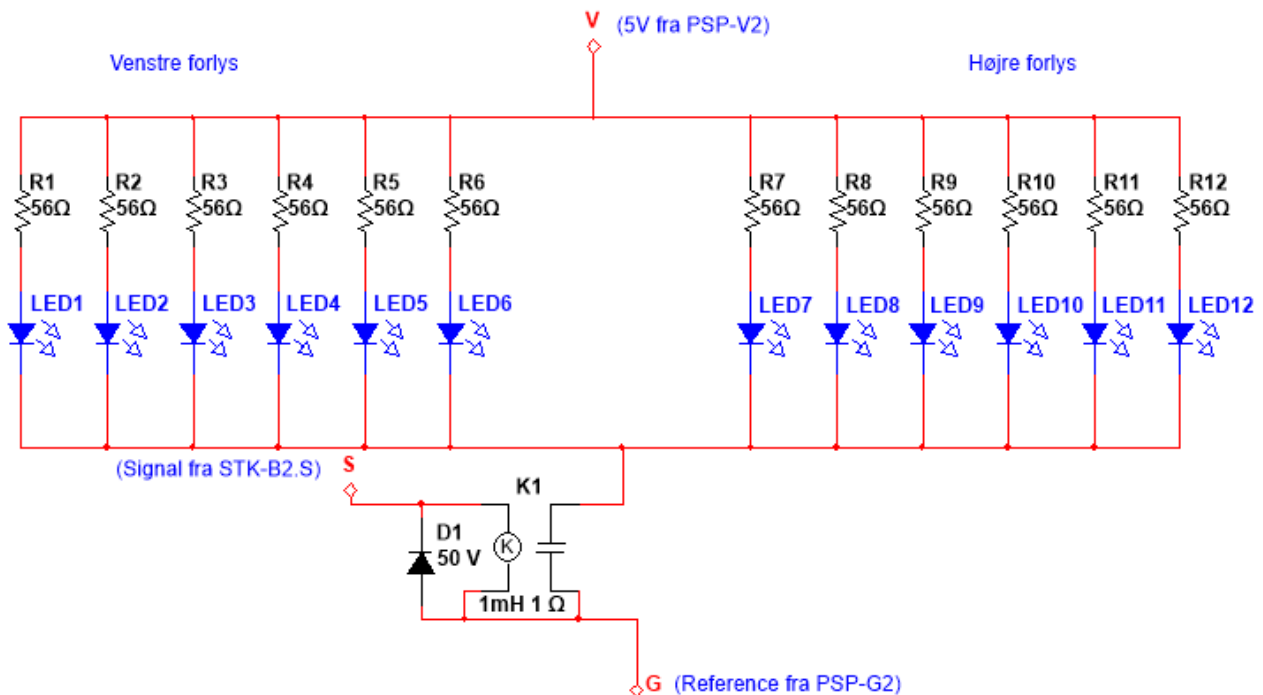 V (5V fra PSP-V2)
Venstre forlys
Højre forlys
R1 R2 R3 R4 R5 R6 R7 R8 R9 R10 R11 R12
56Ω 56Ω 56Ω 56Ω 56Ω 56Ω 56Ω 56Ω 56Ω 56Ω 56Ω 56Ω
LED1 LED2 LED3 LED4 LED5 LED6 LED7 LED8 LED9 LED10 LED11 LED12
(Signal fra STK-B2.S) S
K1
D1
50 V
K
1mH 1 Ω
G (Reference fra PSP-G2)